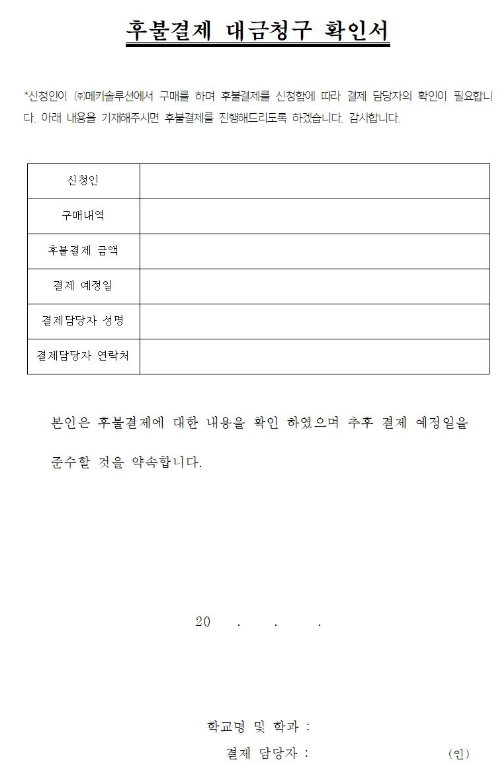 후불결제 대금청구 확인서
*신청인이 ㈜메카솔루션에서 구매를 하며 후불결제를 신청함에 따라 결제 담당자의 확인이 필요합니
다. 아래 내용을 기재해주시면 후불결제를 진행해드리도록 하겠습니다. 감사합니다.
신청인
구매내역
후불결제 금액
결제 예정일
결제담당자 성명
결제담당자 연락처
본인은 후불결제에 대한 내용을 확인 하였으며 추후 결제 예정일을
준수할 것을 약속합니다.
20 . . .
학교명 및 학과 :
결제 담당자 : (인)